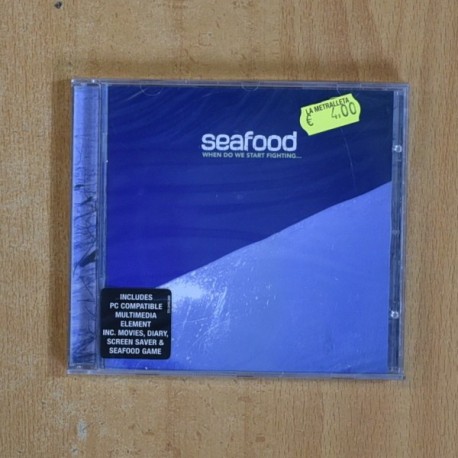 LA METRALLETA
€ 4,00
seafood
WHEN DO WE START FIGHTING...
INCLUDES
PC COMPATIBLE
MULTIMEDIA
ELEMENT
INC. MOVIES, DIARY,
SCREEN SAVER &
SEAFOOD GAME